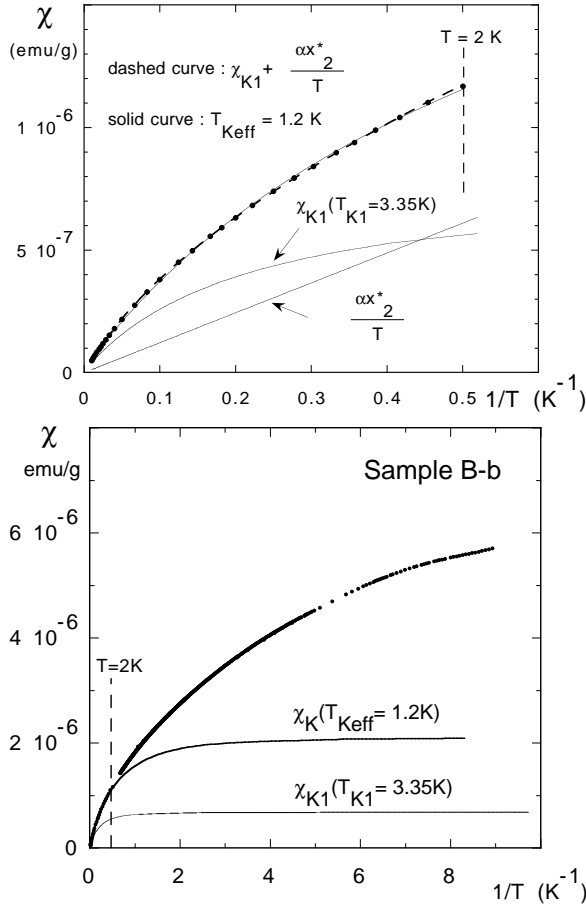 χ
(emu/g)
T = 2 K
dashed curve : χK1 + αx*2 / T
solid curve : TKeff = 1.2 K
1 10-6
χK1(TK1=3.35K)
5 10-7
αx*2
T
0
0 0.1 0.2 0.3 0.4 0.5 1/T (K-1)
χ
emu/g
Sample B-b
6 10-6
4 10-6
T=2K
χK(TKeff= 1.2K)
2 10-6
χK1(TK1= 3.35K)
0
0 2 4 6 8
1/T (K-1)